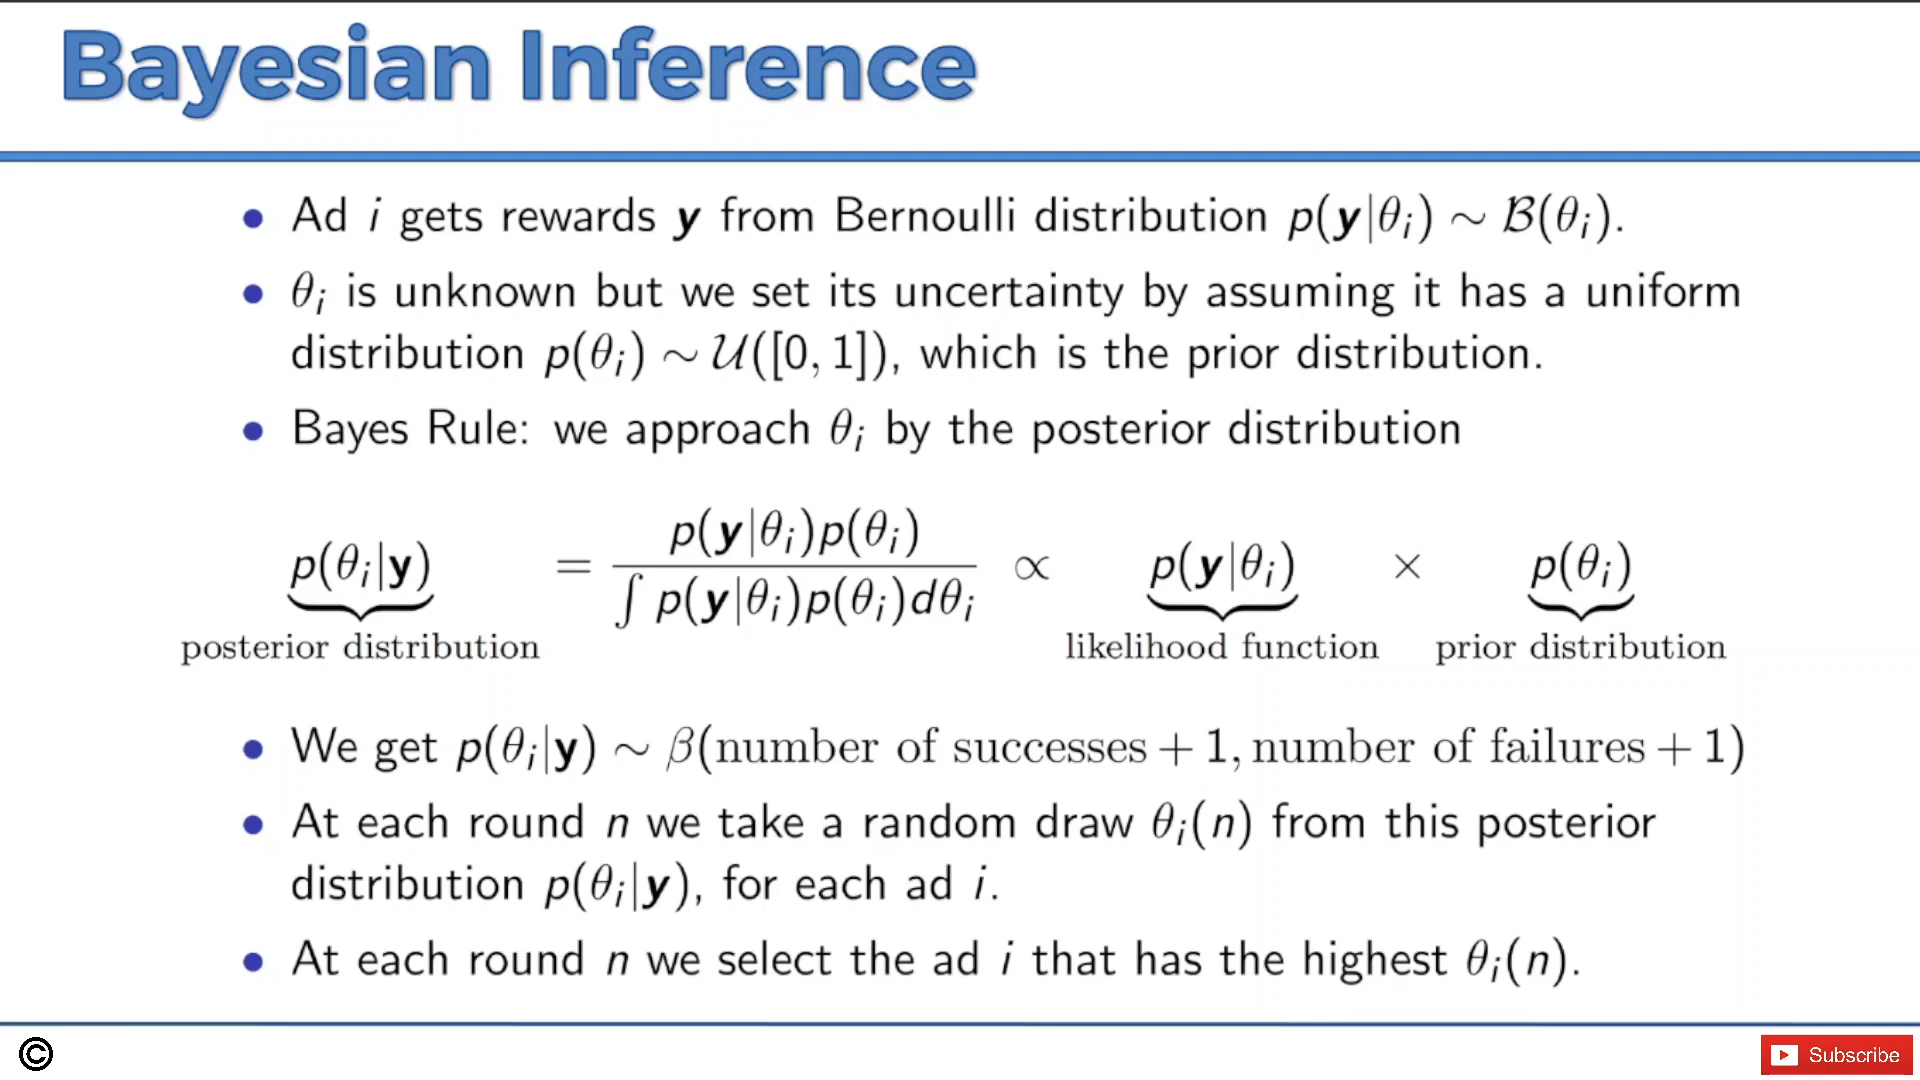 Bayesian Inference
• Ad i gets rewards y from Bernoulli distribution p(y|θᵢ) ∼ ℬ(θᵢ).
• θᵢ is unknown but we set its uncertainty by assuming it has a uniform
distribution p(θᵢ) ∼ 𝒰([0, 1]), which is the prior distribution.
• Bayes Rule: we approach θᵢ by the posterior distribution
p(θᵢ|y) = p(y|θᵢ)p(θᵢ) / ∫ p(y|θᵢ)p(θᵢ)dθᵢ ∝ p(y|θᵢ) × p(θᵢ)
posterior distribution likelihood function prior distribution
• We get p(θᵢ|y) ∼ β(number of successes + 1, number of failures + 1)
• At each round n we take a random draw θᵢ(n) from this posterior
distribution p(θᵢ|y), for each ad i.
• At each round n we select the ad i that has the highest θᵢ(n).
© Subscribe